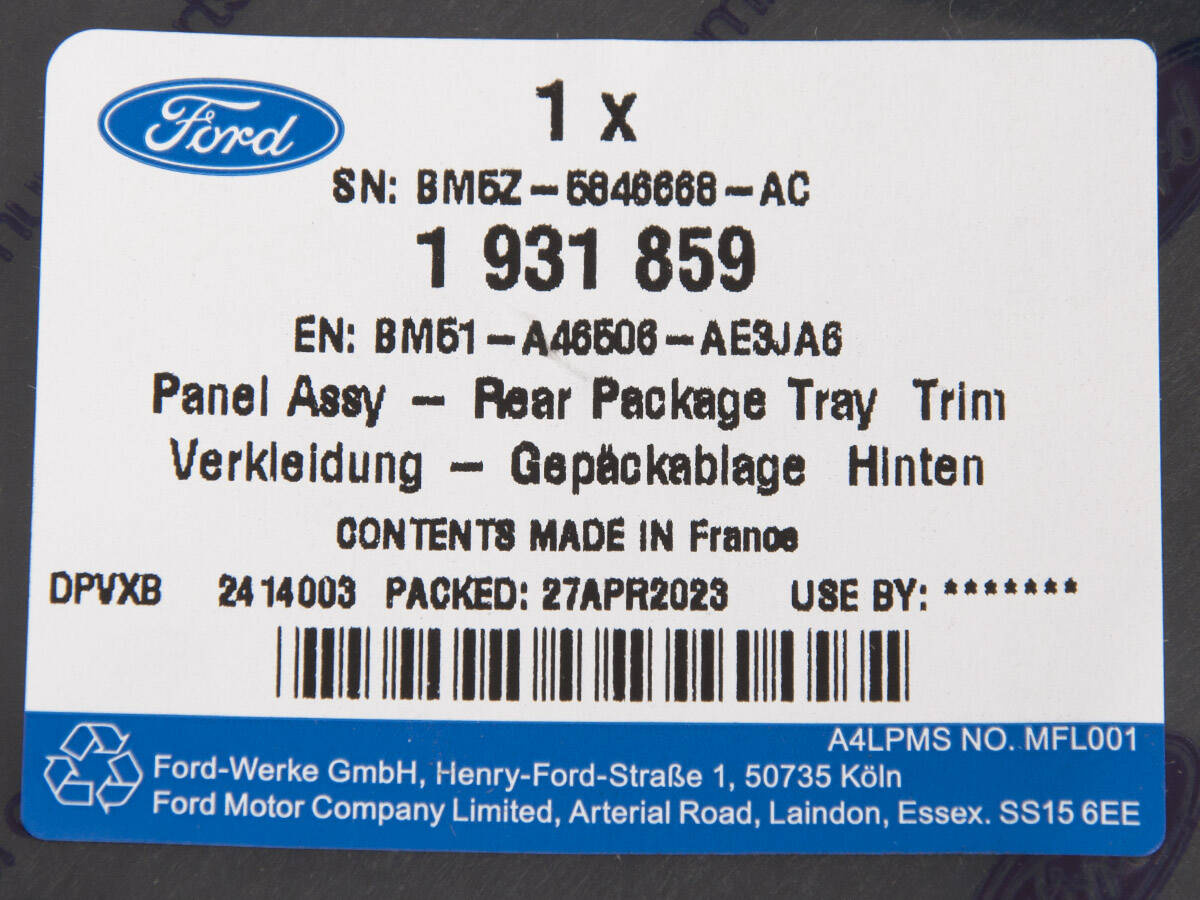 Ford
1 x
SN: BM5Z-5846668-AC
1 931 859
EN: BM51-A46506-AE3JA6
Panel Assy - Rear Package Tray Trim
Verkleidung - Gepäckablage Hinten
CONTENTS MADE IN France
DPVXB 2414003 PACKED: 27APR2023 USE BY: *******
A4LPMS NO. MFL001
Ford-Werke GmbH, Henry-Ford-Straße 1, 50735 Köln
Ford Motor Company Limited, Arterial Road, Laindon, Essex. SS15 6EE